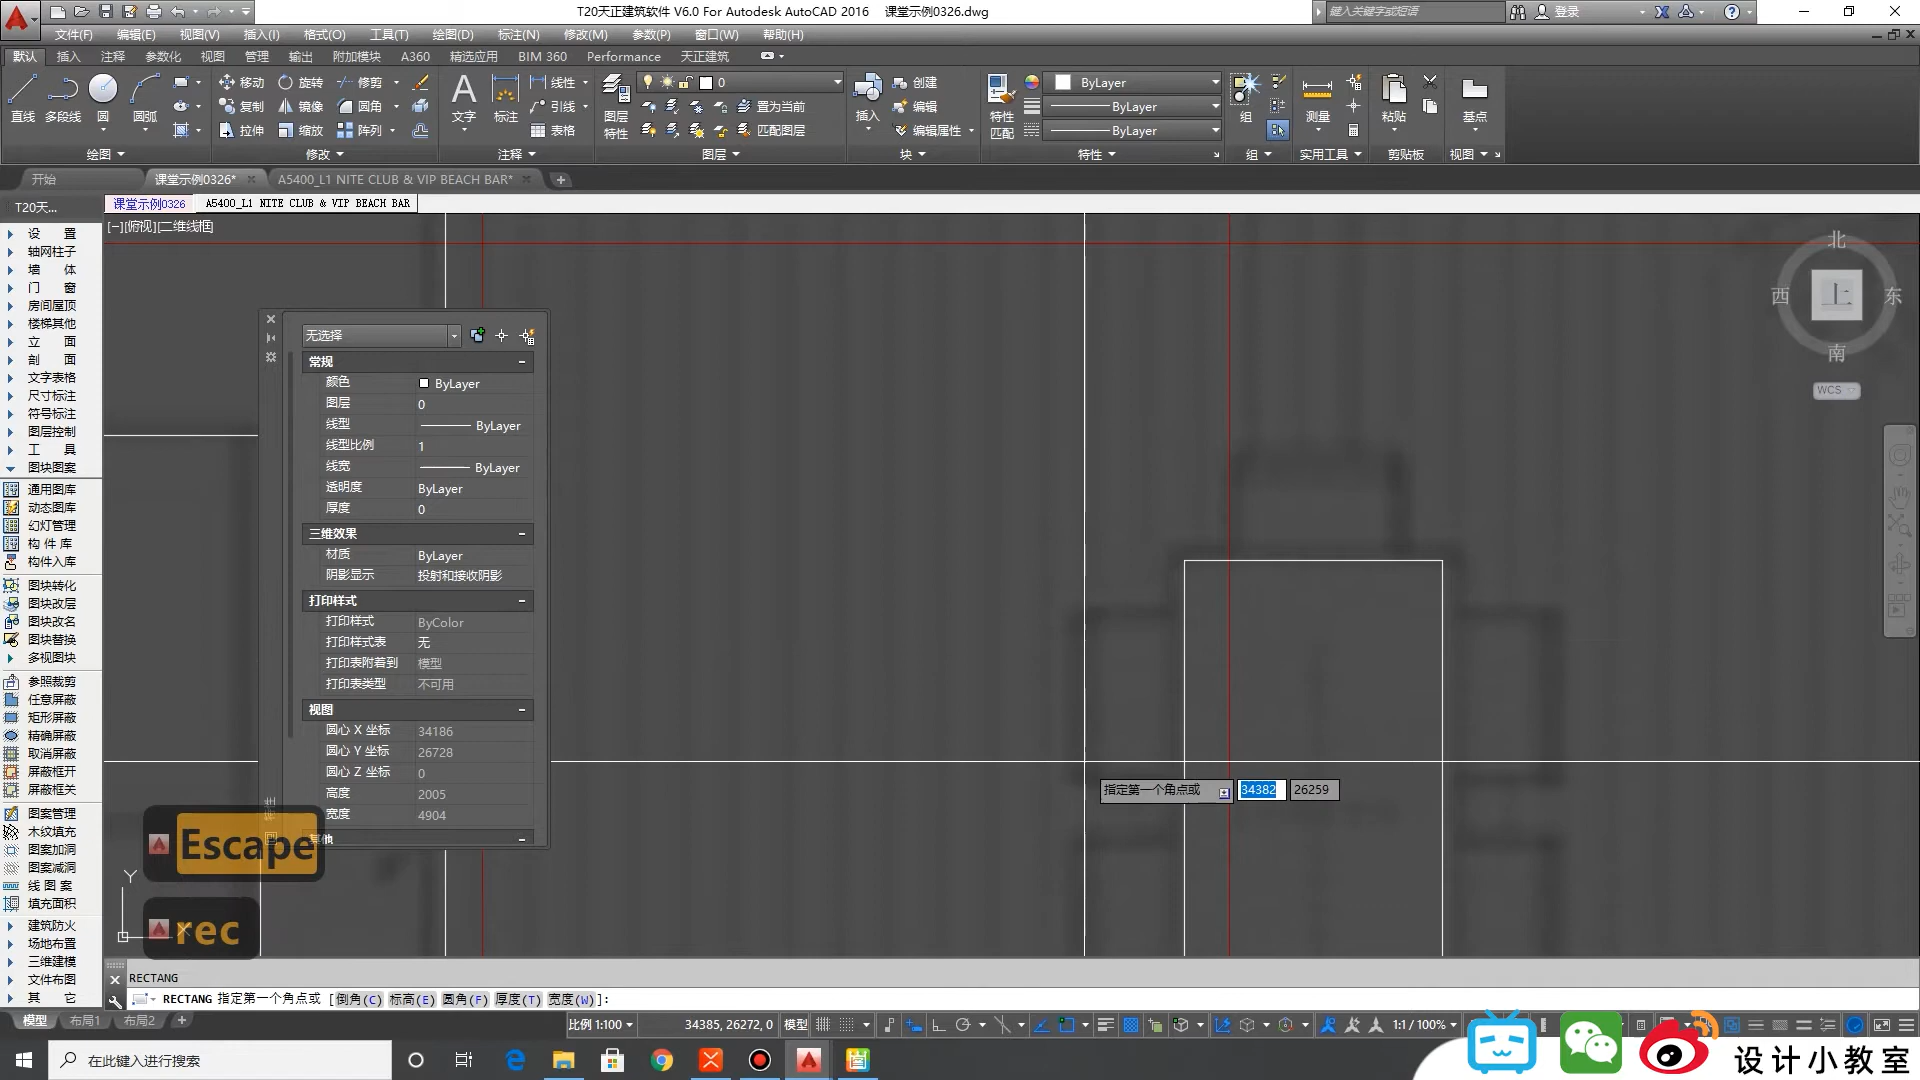 T20天正建筑软件 V6.0 For Autodesk AutoCAD 2016 课堂示例0326.dwg
键入关键字或短语 登录
文件(F) 编辑(E) 视图(V) 插入(I) 格式(O) 工具(T) 绘图(D) 标注(N) 修改(M) 参数(P) 窗口(W) 帮助(H)
默认 插入 注释 参数化 视图 管理 输出 附加模块 A360 精选应用 BIM 360 Performance 天正建筑
直线 多段线 圆 圆弧
移动 旋转 修剪
复制 镜像 圆角
拉伸 缩放 阵列
文字 标注 线性 引线 表格
图层特性 0 置为当前 匹配图层
插入 创建 编辑 编辑属性
特性匹配 ByLayer ByLayer ByLayer
组 测量 粘贴 基点
绘图 修改 注释 图层 块 特性 组 实用工具 剪贴板 视图
开始 课堂示例0326* A5400_L1 NITE CLUB & VIP BEACH BAR*
T20天... 课堂示例0326 A5400_L1 NITE CLUB & VIP BEACH BAR
[−][俯视][二维线框]
设 置
轴网柱子
墙 体
门 窗
房间屋顶
楼梯其他
立 面
剖 面
文字表格
尺寸标注
符号标注
图层控制
工 具
图块图案
通用图库
动态图库
幻灯管理
构 件 库
构件入库
图块转化
图块改层
图块改名
图块替换
多视图块
参照裁剪
任意屏蔽
矩形屏蔽
精确屏蔽
取消屏蔽
屏蔽框开
屏蔽框关
图案管理
木纹填充
图案加洞
图案减洞
线 图 案
填充面积
建筑防火
场地布置
三维建模
文件布图
其 它
无选择
常规
颜色 ByLayer
图层 0
线型 ByLayer
线型比例 1
线宽 ByLayer
透明度 ByLayer
厚度 0
三维效果
材质 ByLayer
阴影显示 投射和接收阴影
打印样式
打印样式 ByColor
打印样式表 无
打印表附着到 模型
打印表类型 不可用
视图
圆心 X 坐标 34186
圆心 Y 坐标 26728
圆心 Z 坐标 0
高度 2005
宽度 4904
其他
特性
北
西 上 东
南
WCS
指定第一个角点或 34382 26259
Escape
rec
Y
X
RECTANG
RECTANG 指定第一个角点或 [倒角(C) 标高(E) 圆角(F) 厚度(T) 宽度(W)]:
模型 布局1 布局2 +
比例 1:100 34385, 26272, 0 模型 1:1 / 100%
在此键入进行搜索
设计小教室